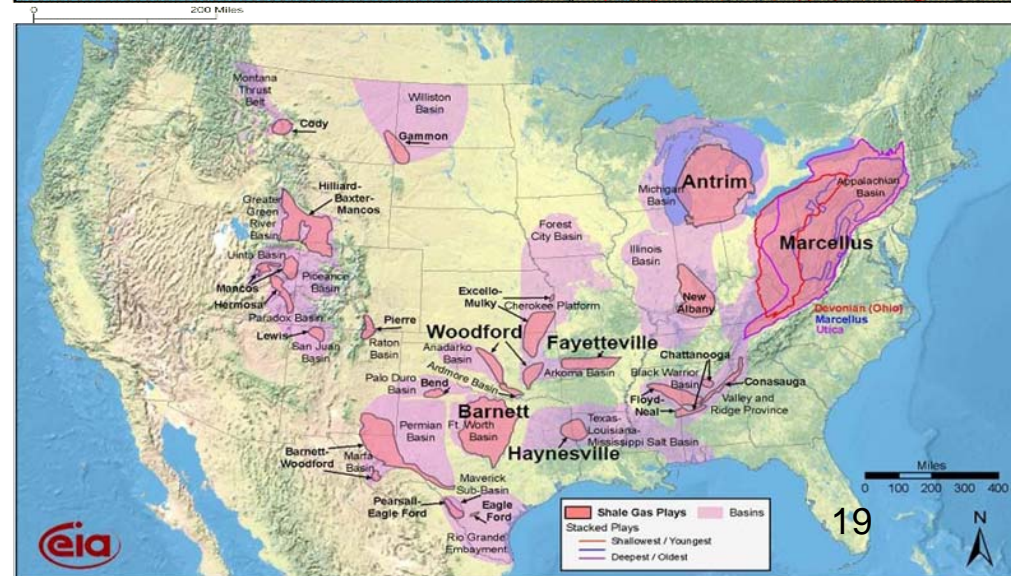 0 200 Miles
Montana
Thrust
Belt
Cody
Williston
Basin
Gammon
Hilliard-
Baxter-
Mancos
Greater
Green
River
Basin
Uinta Basin
Piceance
Basin
Mancos
Hermosa
Paradox Basin
Lewis
San Juan
Basin
Pierre
Raton
Basin
Antrim
Michigan
Basin
Appalachian
Basin
Marcellus
Devonian (Ohio)
Marcellus
Utica
Forest
City Basin
Illinois
Basin
New
Albany
Excello-
Mulky
Cherokee Platform
Woodford
Anadarko
Basin
Ardmore Basin
Fayetteville
Arkoma Basin
Chattanooga
Black Warrior
Basin
Conasauga
Floyd-
Neal
Valley and
Ridge Province
Palo Duro
Basin
Bend
Barnett
Permian
Basin
Ft. Worth
Basin
Texas-
Louisiana-
Mississippi Salt Basin
Haynesville
Barnett-
Woodford
Marfa
Basin
Maverick
Sub-Basin
Pearsall-
Eagle Ford
Eagle
Ford
Rio Grande
Embayment
Miles
0 100 200 300 400
Shale Gas Plays Basins
Stacked Plays
Shallowest / Youngest
Deepest / Oldest
19
N
eia